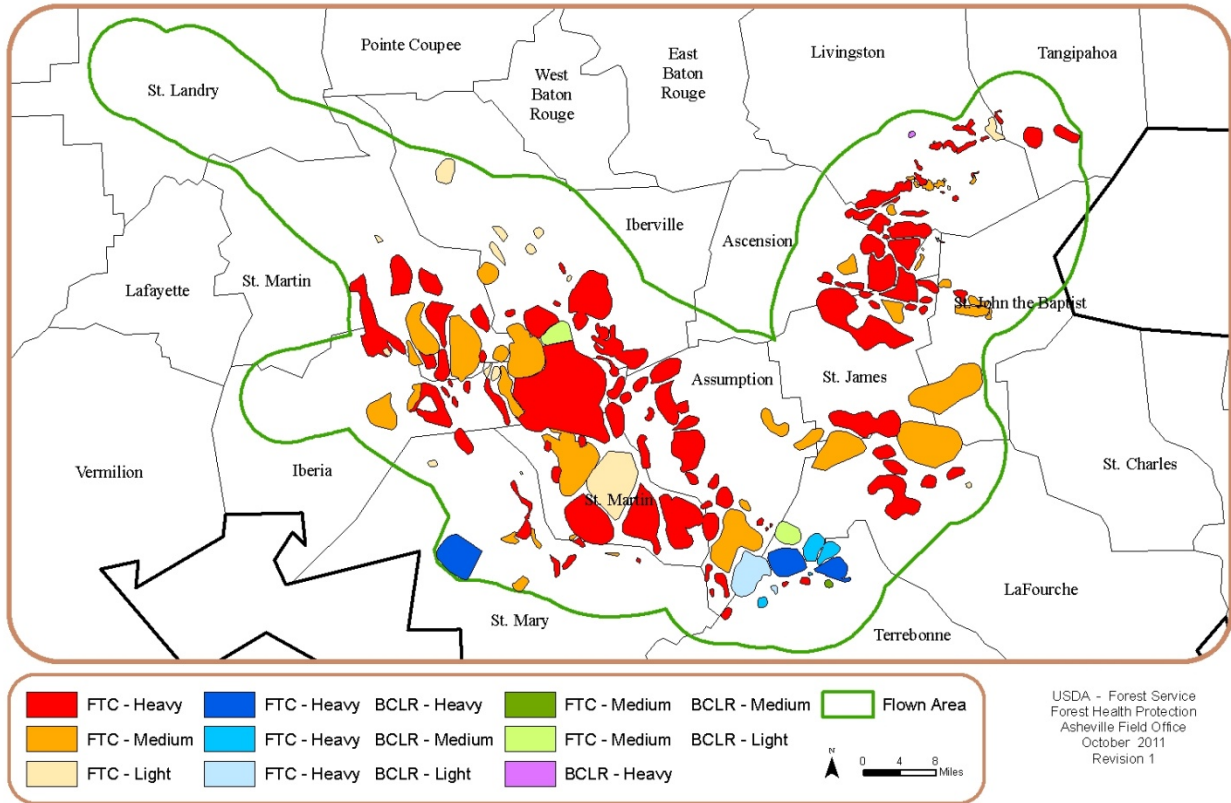 Pointe Coupee
West
Baton
Rouge
East
Baton
Rouge
Livingston
Tangipahoa
St. Landry
Iberville
Ascension
Lafayette
St. Martin
St. John the Baptist
Assumption
St. James
Vermilion
Iberia
St. Martin
St. Charles
St. Mary
Terrebonne
LaFourche
FTC - Heavy
FTC - Medium
FTC - Light
FTC - Heavy BCLR - Heavy
FTC - Heavy BCLR - Medium
FTC - Heavy BCLR - Light
FTC - Medium BCLR - Medium
FTC - Medium BCLR - Light
BCLR - Heavy
Flown Area
N
0 4 8
Miles
USDA - Forest Service
Forest Health Protection
Asheville Field Office
October 2011
Revision 1